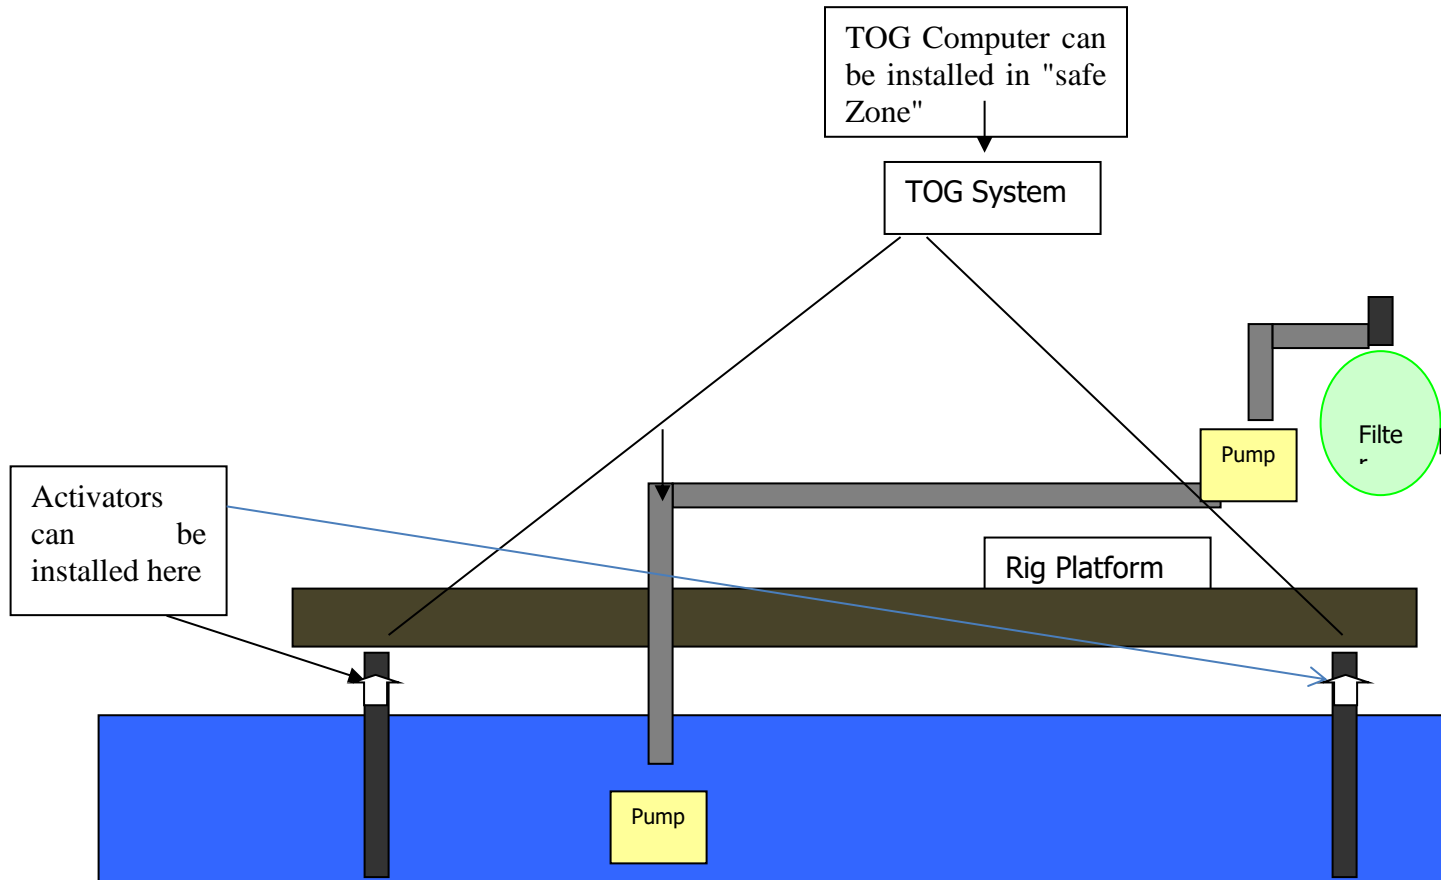 TOG Computer can
be installed in "safe
Zone"
TOG System
Filte
r
Pump
Activators
can be
installed here
Rig Platform
Pump